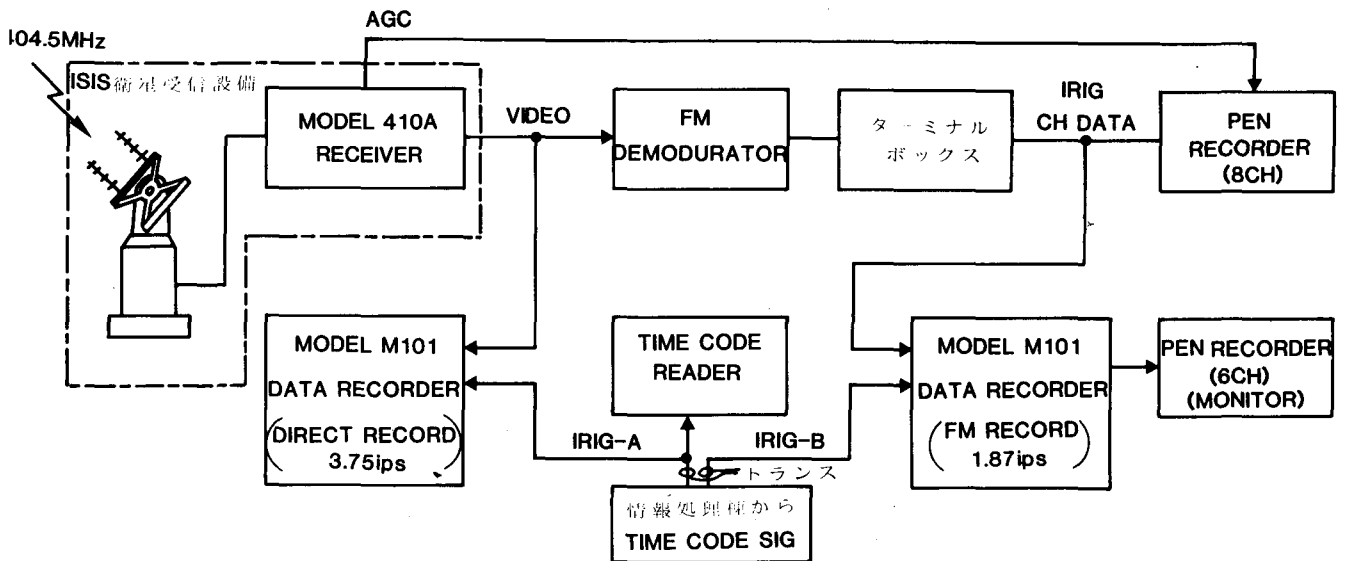 AGC
404.5MHz
ISIS衛星受信設備
MODEL 410A
RECEIVER
VIDEO
FM
DEMODURATOR
ターミナル
ボックス
IRIG
CH DATA
PEN
RECORDER
(8CH)
MODEL M101
DATA RECORDER
(DIRECT RECORD
3.75ips)
TIME CODE
READER
IRIG-A
IRIG-B
トランス
情報処理棟から
TIME CODE SIG
MODEL M101
DATA RECORDER
(FM RECORD
1.87ips)
PEN RECORDER
(6CH)
(MONITOR)